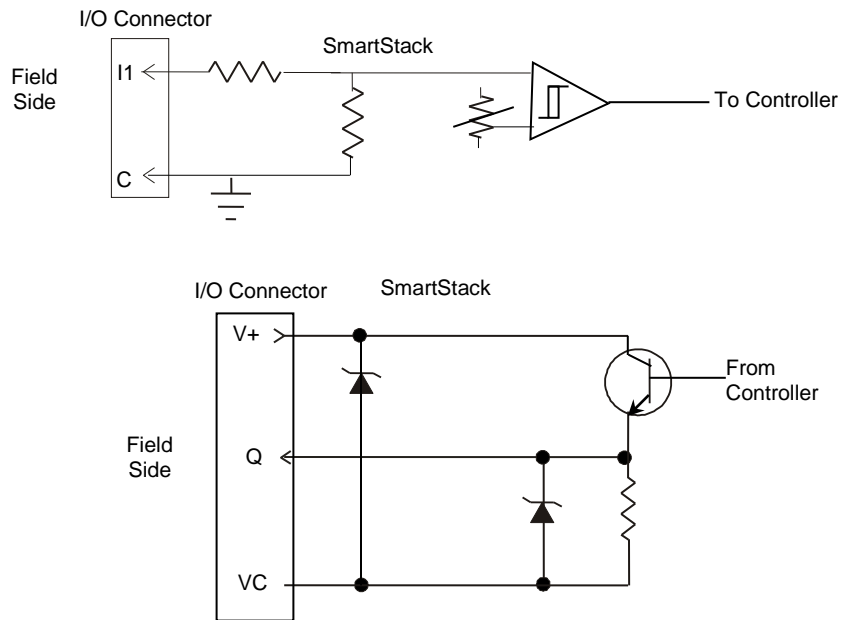 I/O Connector
SmartStack
Field
Side
I1
C
To Controller
I/O Connector
SmartStack
V+
From
Controller
Field
Side
Q
VC